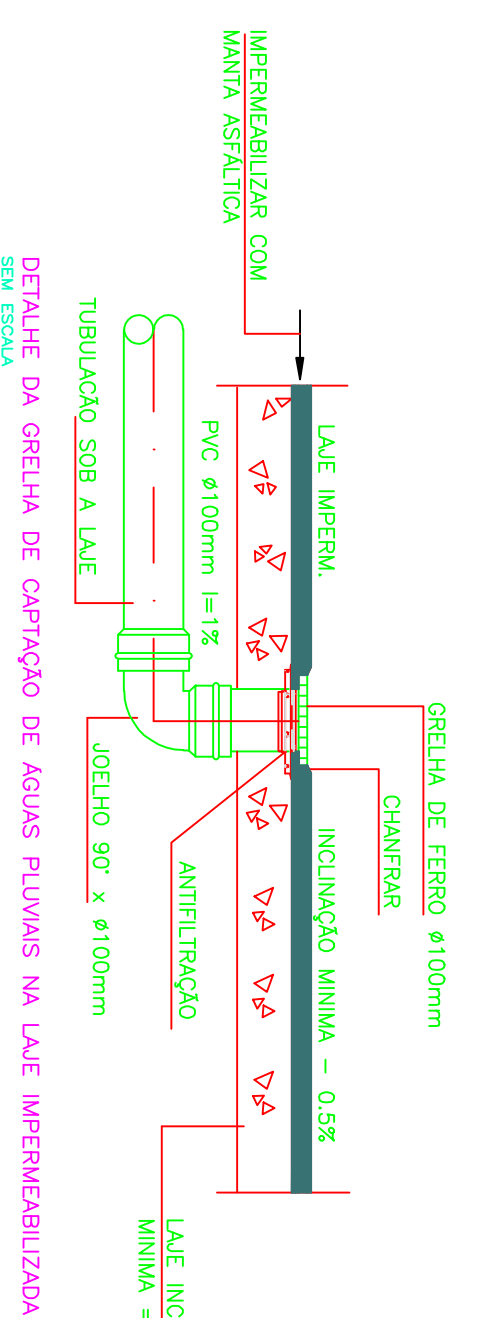 IMPERMEABILIZAR COM
MANTA ASFÁLTICA
LAJE IMPERM.
GRELHA DE FERRO ø100mm
CHANFRAR
INCLINAÇÃO MINIMA - 0.5%
PVC ø100mm I=1%
TUBULACÃO SOB A LAJE
JOELHO 90° x ø100mm
ANTIFILTRAÇÃO
LAJE INC
MINIMA =
DETALHE DA GRELHA DE CAPTAÇÃO DE ÁGUAS PLUVIAIS NA LAJE IMPERMEABILIZADA
SEM ESCALA